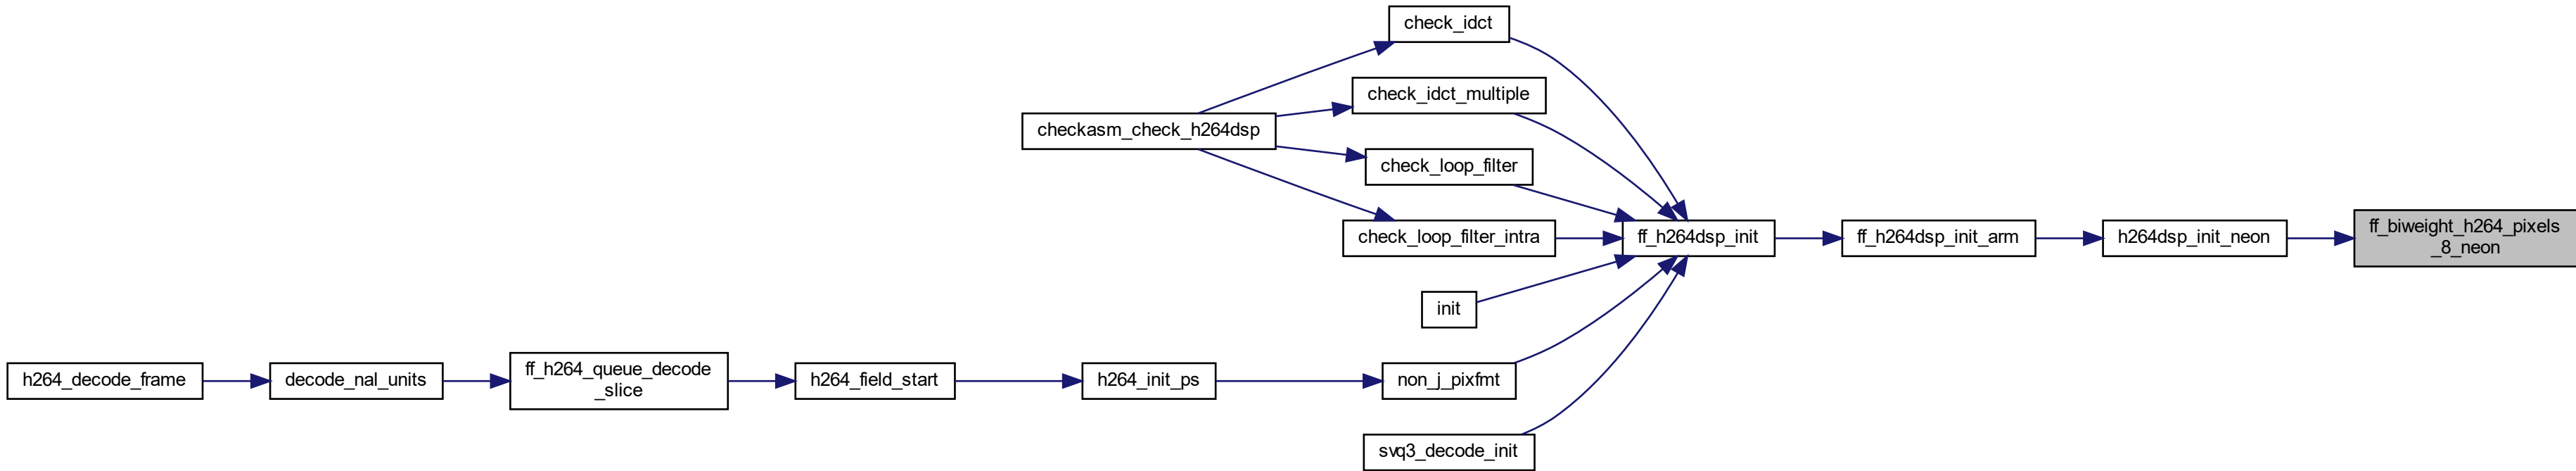 check_idct
check_idct_multiple
checkasm_check_h264dsp
check_loop_filter
check_loop_filter_intra
ff_h264dsp_init
ff_h264dsp_init_arm
h264dsp_init_neon
ff_biweight_h264_pixels
_8_neon
init
h264_decode_frame
decode_nal_units
ff_h264_queue_decode
_slice
h264_field_start
h264_init_ps
non_j_pixfmt
svq3_decode_init